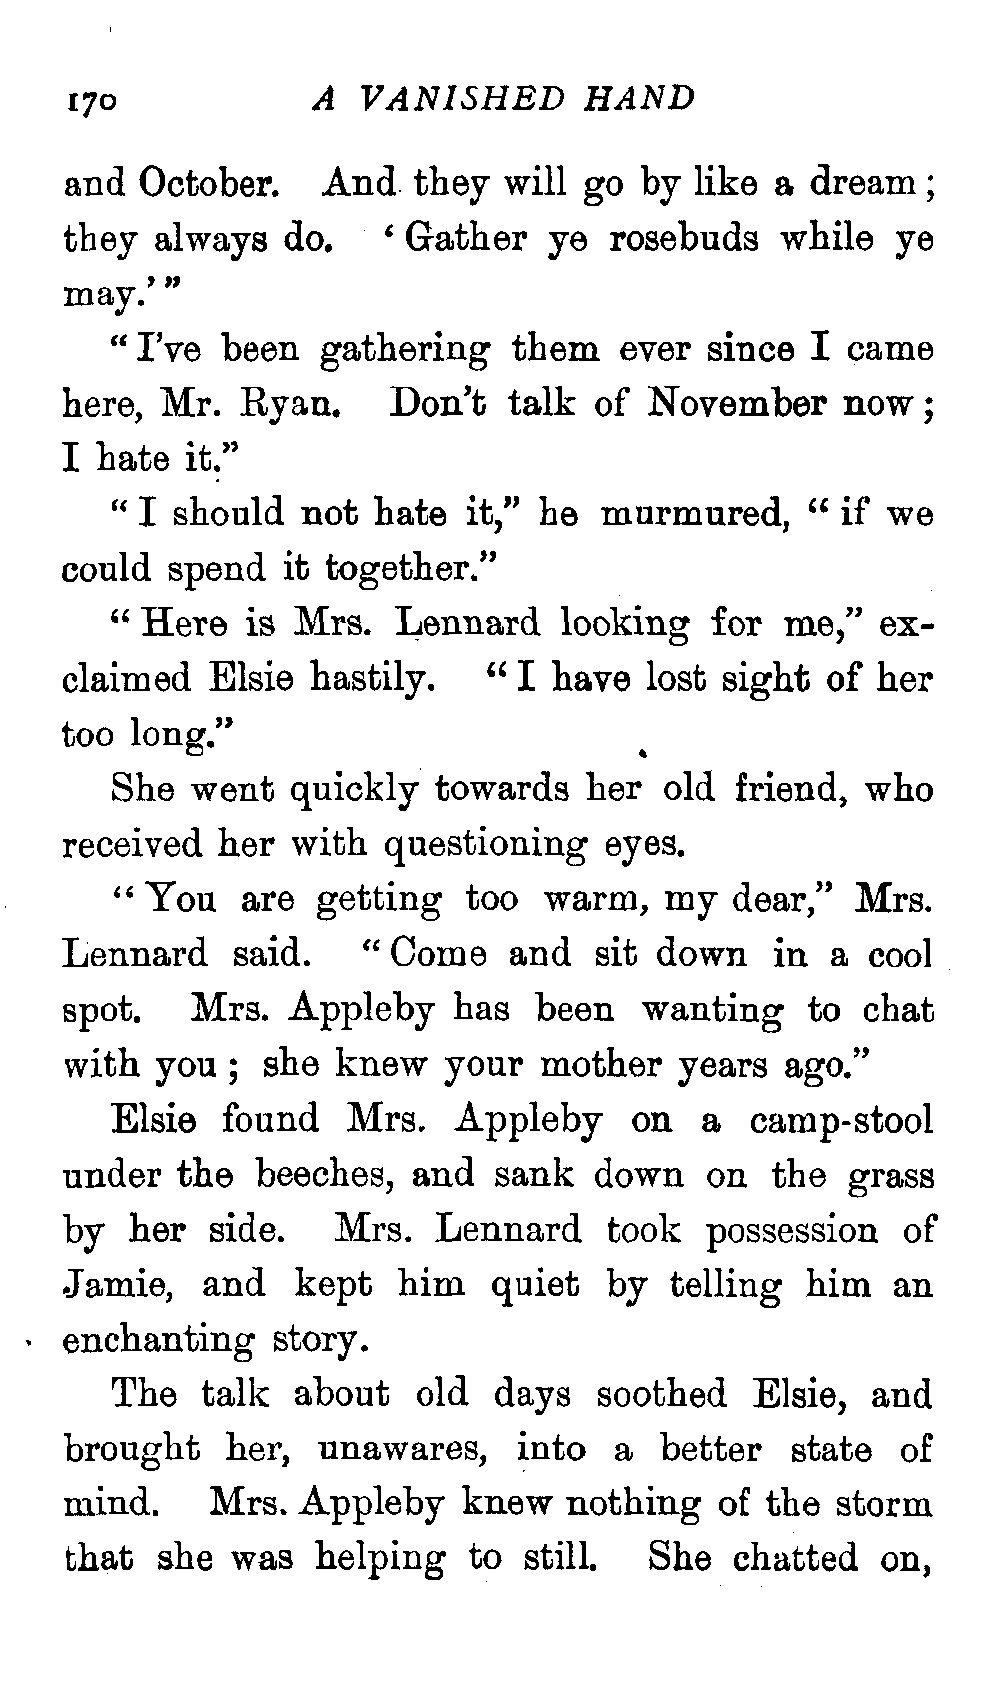 170 A VANISHED HAND
and October. And they will go by like a dream;
they always do. ‘Gather ye rosebuds while ye
may.’”
“I’ve been gathering them ever since I came
here, Mr. Ryan. Don’t talk of November now;
I hate it.”
“I should not hate it,” he murmured, “if we
could spend it together.”
“Here is Mrs. Lennard looking for me,” ex-
claimed Elsie hastily. “I have lost sight of her
too long.”
She went quickly towards her old friend, who
received her with questioning eyes.
“You are getting too warm, my dear,” Mrs.
Lennard said. “Come and sit down in a cool
spot. Mrs. Appleby has been wanting to chat
with you; she knew your mother years ago.”
Elsie found Mrs. Appleby on a camp-stool
under the beeches, and sank down on the grass
by her side. Mrs. Lennard took possession of
Jamie, and kept him quiet by telling him an
enchanting story.
The talk about old days soothed Elsie, and
brought her, unawares, into a better state of
mind. Mrs. Appleby knew nothing of the storm
that she was helping to still. She chatted on,